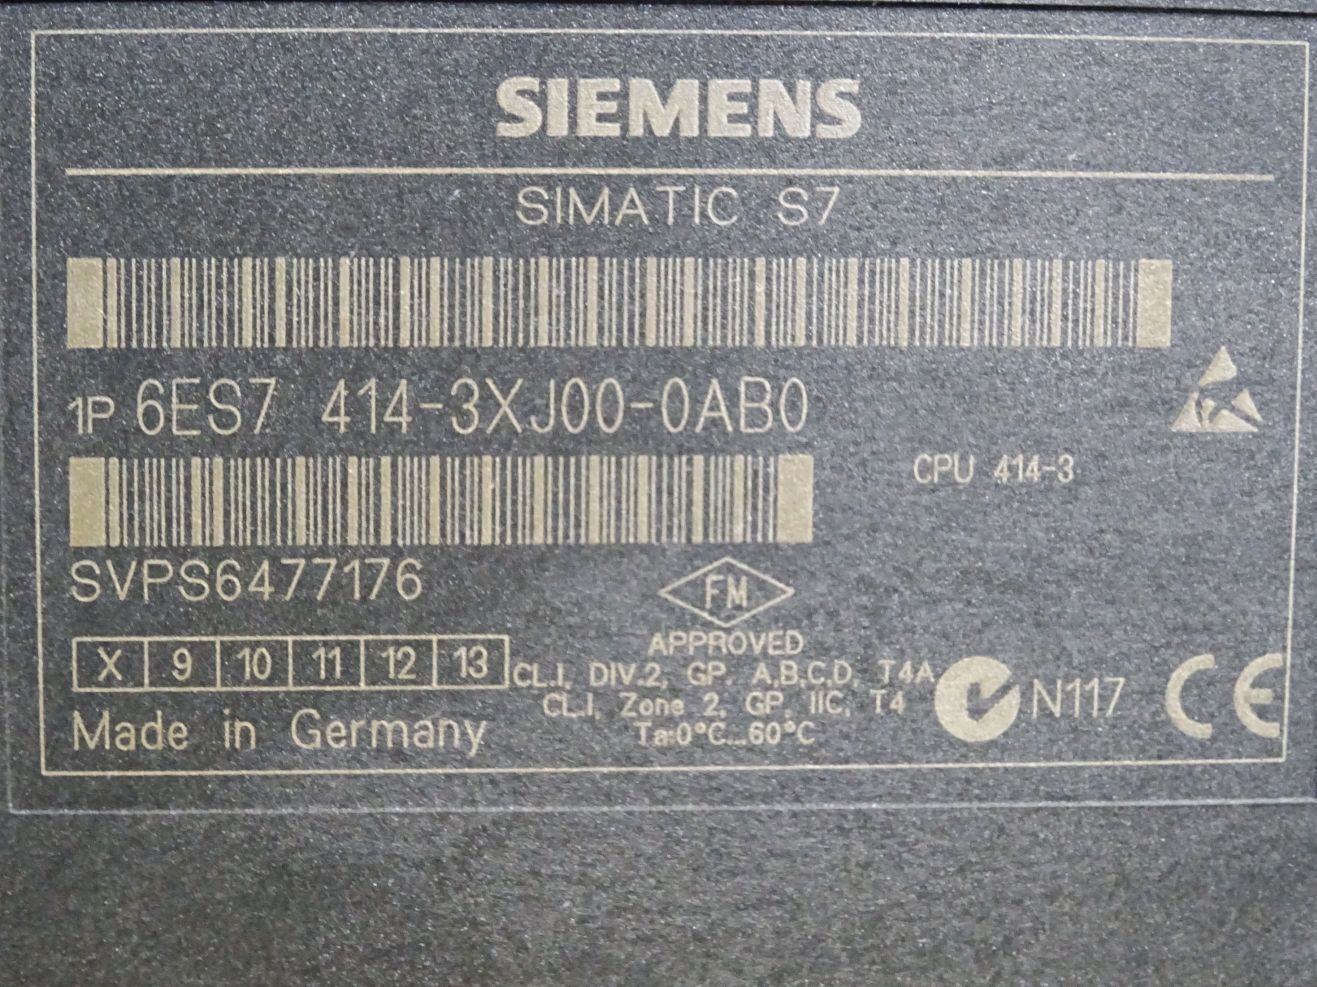 SIEMENS
SIMATIC S7
1P 6ES7 414-3XJ00-0AB0
CPU 414-3
SVPS6477176
FM
APPROVED
X 9 10 11 12 13
CL.I, DIV.2, GP. A,B,C,D, T4A
CL.I, Zone 2, GP, IIC, T4
Ta:0°C...60°C
N117
CE
Made in Germany